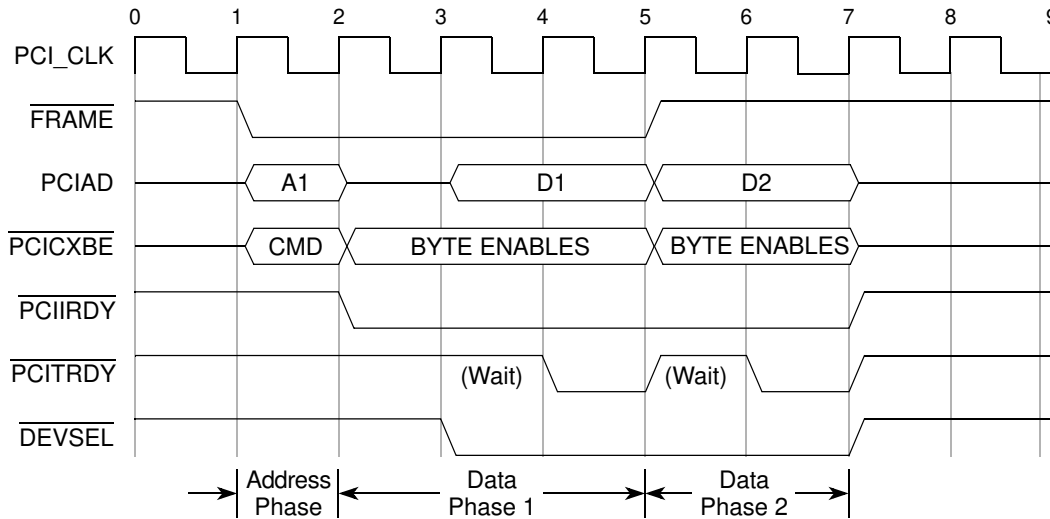 0 1 2 3 4 5 6 7 8 9
PCI_CLK
FRAME
PCIAD A1 D1 D2
PCICXBE CMD BYTE ENABLES BYTE ENABLES
PCIIRDY
PCITRDY (Wait) (Wait)
DEVSEL
Address Data Data
Phase Phase 1 Phase 2